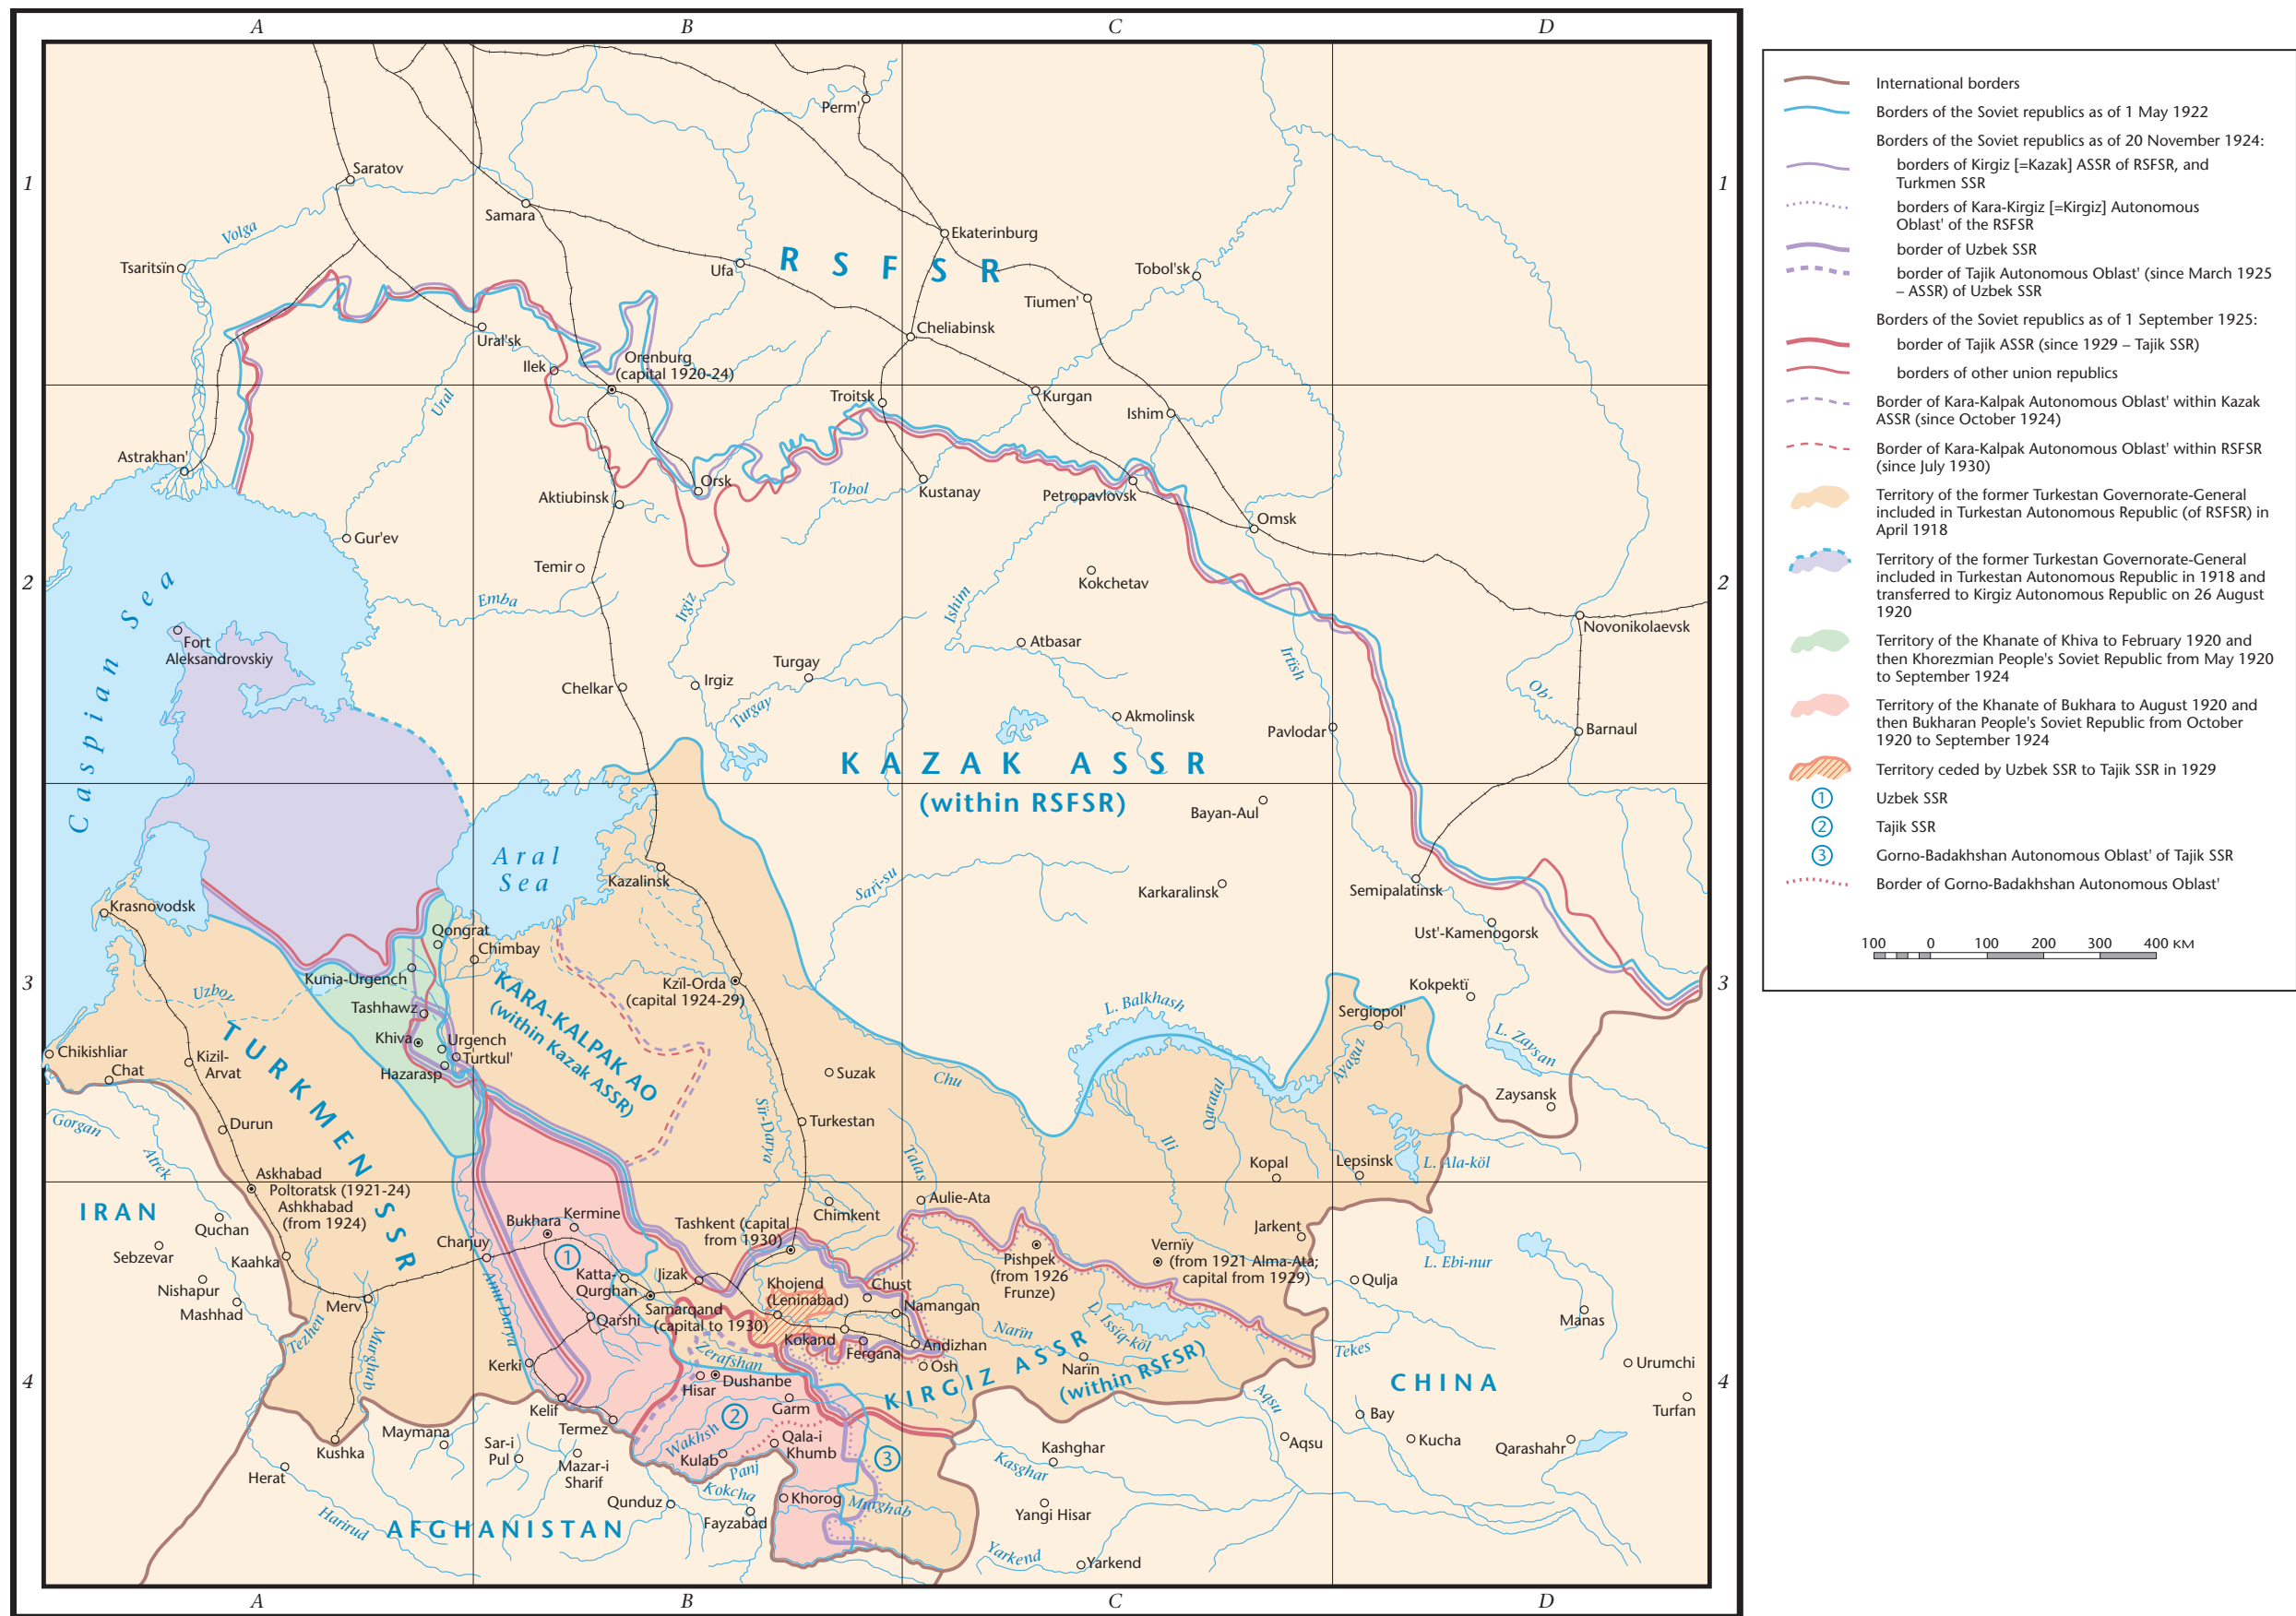 A
B
C
D
1
1
2
2
3
3
4
4
A
B
C
D
Perm'
Saratov
Samara
Volga
Ekaterinburg
Tsaritsïn
Ufa
RSFSR
Tobol'sk
Tiumen'
Cheliabinsk
Ural'sk
Orenburg
(capital 1920-24)
Ilek
Ural
Troitsk
Kurgan
Ishim
Astrakhan'
Orsk
Aktiubinsk
Tobol
Kustanay
Petropavlovsk
Omsk
Gur'ev
Temir
Kokchetav
Emba
Irgiz
Ishim
Novonikolaevsk
Caspian Sea
Fort
Aleksandrovskiy
Atbasar
Turgay
Irtïsh
Chelkar
Irgiz
Turgay
Ob'
Akmolinsk
Pavlodar
Barnaul
KAZAK ASSR
(within RSFSR)
Bayan-Aul
Aral
Sea
Kazalinsk
Sari-su
Karkaralinsk
Semipalatinsk
Krasnovodsk
Qongrat
Chimbay
Ust'-Kamenogorsk
Kunia-Urgench
KARA-KALPAK AO
(within Kazak ASSR)
Kzïl-Orda
(capital 1924-29)
Kokpektï
Uzboy
Tashhawz
L. Balkhash
Sergiopol'
TURKMEN SSR
Khiva
Urgench
Turtkul'
Hazarasp
L. Zaysan
Chikishliar
Chat
Kizil-
Arvat
Suzak
Chu
Ayaguz
Zaysansk
Gorgan
Durun
Sïr-Darya
Turkestan
Qaratal
Ili
Atrek
Talas
Kopal
Lepsinsk
L. Ala-köl
Askhabad
Poltoratsk (1921-24)
Ashkhabad
(from 1924)
IRAN
Quchan
Aulie-Ata
Chimkent
Bukhara
Kermine
Tashkent (capital
from 1930)
Jarkent
Sebzevar
Kaahka
Charjuy
1
Pishpek
(from 1926
Frunze)
Vernïy
(from 1921 Alma-Ata;
capital from 1929)
L. Ebi-nur
Katta-
Qurghan
Jizak
Khojend
(Leninabad)
Chust
Qulja
Nishapur
Mashhad
Merv
Amu Darya
Samarqand
(capital to 1930)
Namangan
L. Issïq-köl
Manas
Qarshi
Tezhen
Murghab
Kokand
Fergana
Andizhan
Narïn
Kerki
Zerafshan
Osh
Narïn
Tekes
Urumchi
Hisar
Dushanbe
KIRGIZ ASSR
(within RSFSR)
CHINA
Kelif
Garm
Aqsu
Turfan
Termez
2
Bay
Maymana
Kushka
Sar-i
Pul
Wakhsh
Qala-i
Khumb
Kashghar
Aqsu
Kucha
Qarashahr
Herat
Mazar-i
Sharif
Kulab
Panj
3
Kasghar
Kokcha
Qunduz
Khorog
Murghab
Yangi Hisar
Harirud
AFGHANISTAN
Fayzabad
Yarkend
Yarkend
International borders
Borders of the Soviet republics as of 1 May 1922
Borders of the Soviet republics as of 20 November 1924:
borders of Kirgiz [=Kazak] ASSR of RSFSR, and
Turkmen SSR
borders of Kara-Kirgiz [=Kirgiz] Autonomous
Oblast' of the RSFSR
border of Uzbek SSR
border of Tajik Autonomous Oblast' (since March 1925
– ASSR) of Uzbek SSR
Borders of the Soviet republics as of 1 September 1925:
border of Tajik ASSR (since 1929 – Tajik SSR)
borders of other union republics
Border of Kara-Kalpak Autonomous Oblast' within Kazak
ASSR (since October 1924)
Border of Kara-Kalpak Autonomous Oblast' within RSFSR
(since July 1930)
Territory of the former Turkestan Governorate-General
included in Turkestan Autonomous Republic (of RSFSR) in
April 1918
Territory of the former Turkestan Governorate-General
included in Turkestan Autonomous Republic in 1918 and
transferred to Kirgiz Autonomous Republic on 26 August
1920
Territory of the Khanate of Khiva to February 1920 and
then Khorezmian People's Soviet Republic from May 1920
to September 1924
Territory of the Khanate of Bukhara to August 1920 and
then Bukharan People's Soviet Republic from October
1920 to September 1924
Territory ceded by Uzbek SSR to Tajik SSR in 1929
1 Uzbek SSR
2 Tajik SSR
3 Gorno-Badakhshan Autonomous Oblast' of Tajik SSR
Border of Gorno-Badakhshan Autonomous Oblast'
100 0 100 200 300 400 KM